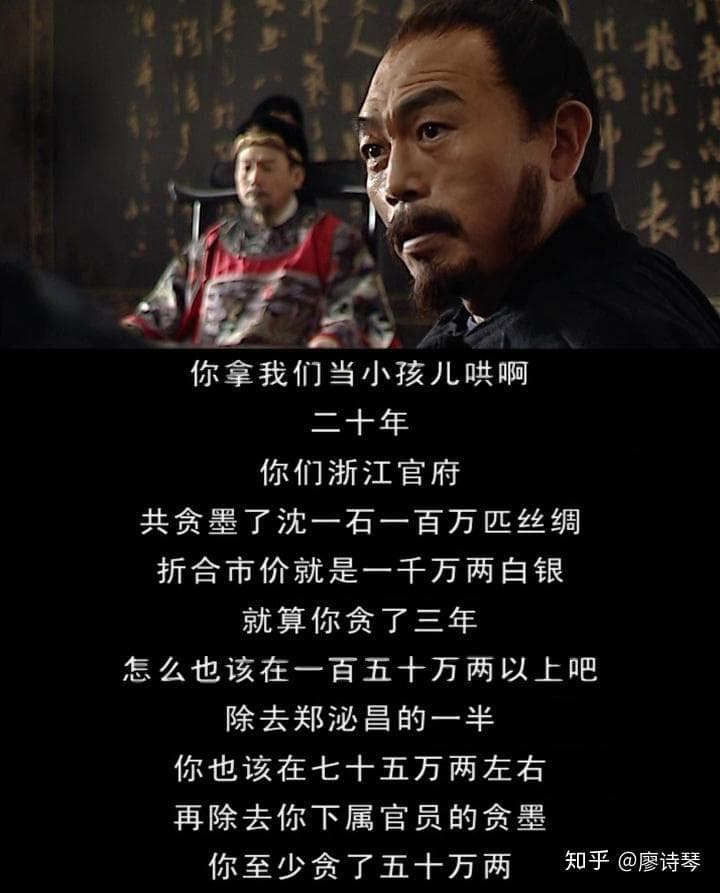 你拿我们当小孩儿哄啊
二十年
你们浙江官府
共贪墨了沈一石一百万匹丝绸
折合市价就是一千万两白银
就算你贪了三年
怎么也该在一百五十万两以上吧
除去郑泌昌的一半
你也该在七十五万两左右
再除去你下属官员的贪墨
你至少贪了五十万两
知乎 @廖诗琴